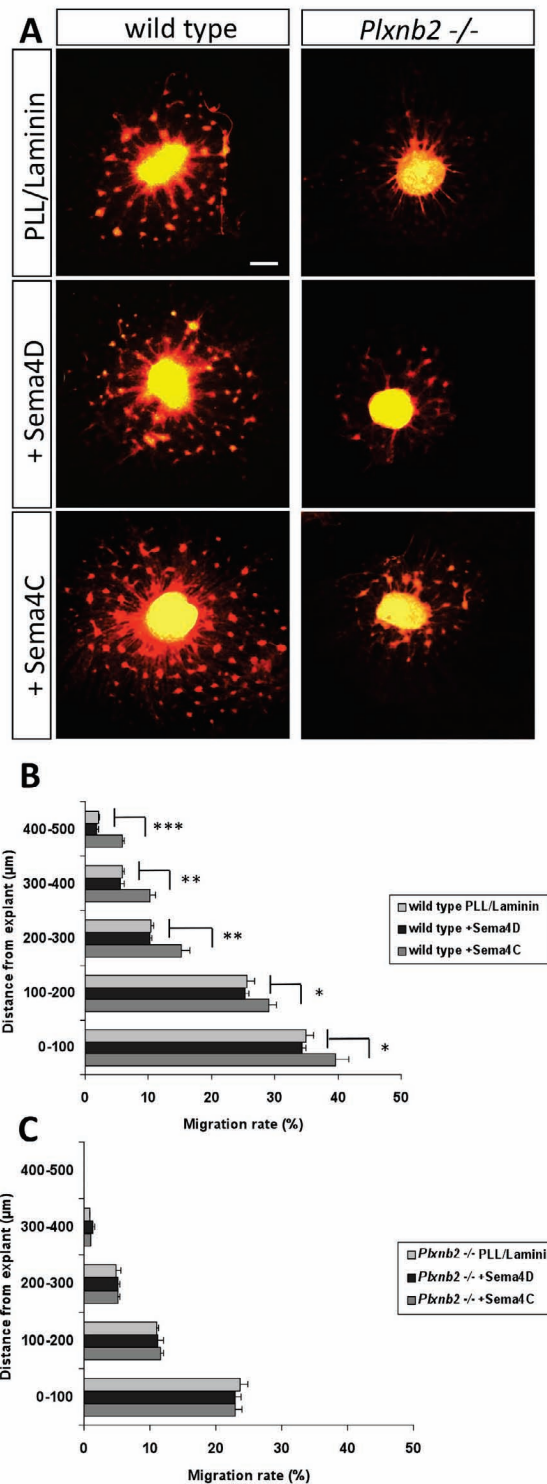 A
wild type
Plxnb2 -/-
PLL/Laminin
+ Sema4D
+ Sema4C
B
Distance from explant (µm)
400-500
***
300-400
**
200-300
**
100-200
*
0-100
*
0 10 20 30 40 50
Migration rate (%)
wild type PLL/Laminin
wild type +Sema4D
wild type +Sema4C
C
Distance from explant (µm)
400-500
300-400
200-300
100-200
0-100
0 10 20 30 40 50
Migration rate (%)
Plxnb2 -/- PLL/Laminin
Plxnb2 -/- +Sema4D
Plxnb2 -/- +Sema4C